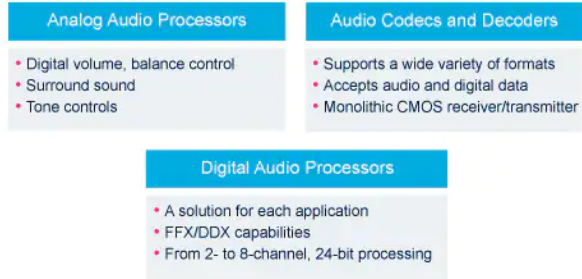 Analog Audio Processors
• Digital volume, balance control
• Surround sound
• Tone controls
Audio Codecs and Decoders
• Supports a wide variety of formats
• Accepts audio and digital data
• Monolithic CMOS receiver/transmitter
Digital Audio Processors
• A solution for each application
• FFX/DDX capabilities
• From 2- to 8-channel, 24-bit processing